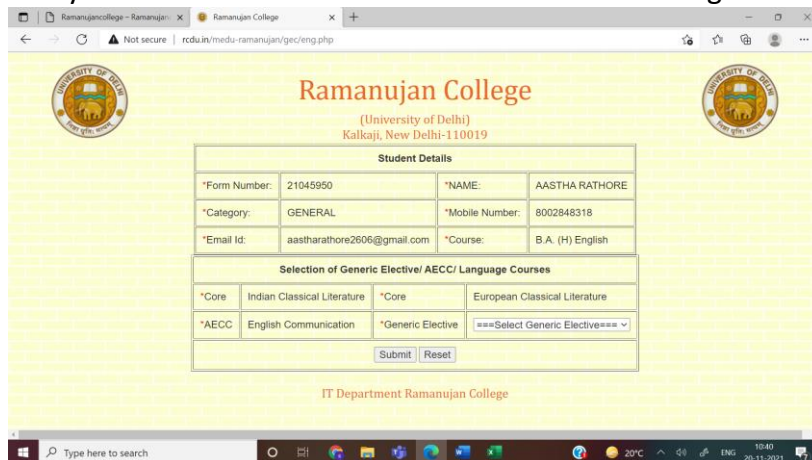 Ramanujancollege – Ramanujan
Ramanujan College
Not secure | rcdu.in/medu-ramanujan/gec/eng.php
Ramanujan College
(University of Delhi)
Kalkaji, New Delhi-110019
Student Details
*Form Number: 21045950 *NAME: AASTHA RATHORE
*Category: GENERAL *Mobile Number: 8002848318
*Email Id: aastharathore2606@gmail.com *Course: B.A. (H) English
Selection of Generic Elective/ AECC/ Language Courses
*Core Indian Classical Literature *Core European Classical Literature
*AECC English Communication *Generic Elective ===Select Generic Elective===
Submit Reset
IT Department Ramanujan College
Type here to search 20°C ENG 10:40
20-11-2021